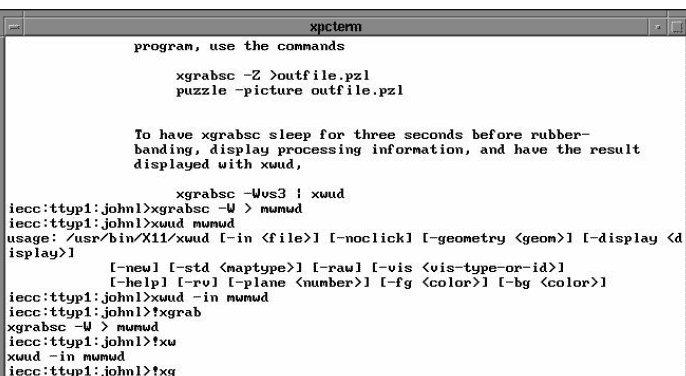 xpcterm
program, use the commands
xgrabsc -Z >outfile.pzl
puzzle -picture outfile.pzl
To have xgrabsc sleep for three seconds before rubber-
banding, display processing information, and have the result
displayed with xwud,
xgrabsc -Wvs3 | xwud
iecc:ttyp1:johnl>xgrabsc -W > mwmwd
iecc:ttyp1:johnl>xwud mwmwd
usage: /usr/bin/X11/xwud [-in <file>] [-noclick] [-geometry <geom>] [-display <d
isplay>]
[-new] [-std <maptype>] [-raw] [-vis <vis-type-or-id>]
[-help] [-rv] [-plane <number>] [-fg <color>] [-bg <color>]
iecc:ttyp1:johnl>xwud -in mwmwd
iecc:ttyp1:johnl>!xgrab
xgrabsc -W > mwmwd
iecc:ttyp1:johnl>!xw
xwud -in mwmwd
iecc:ttyp1:johnl>!xg